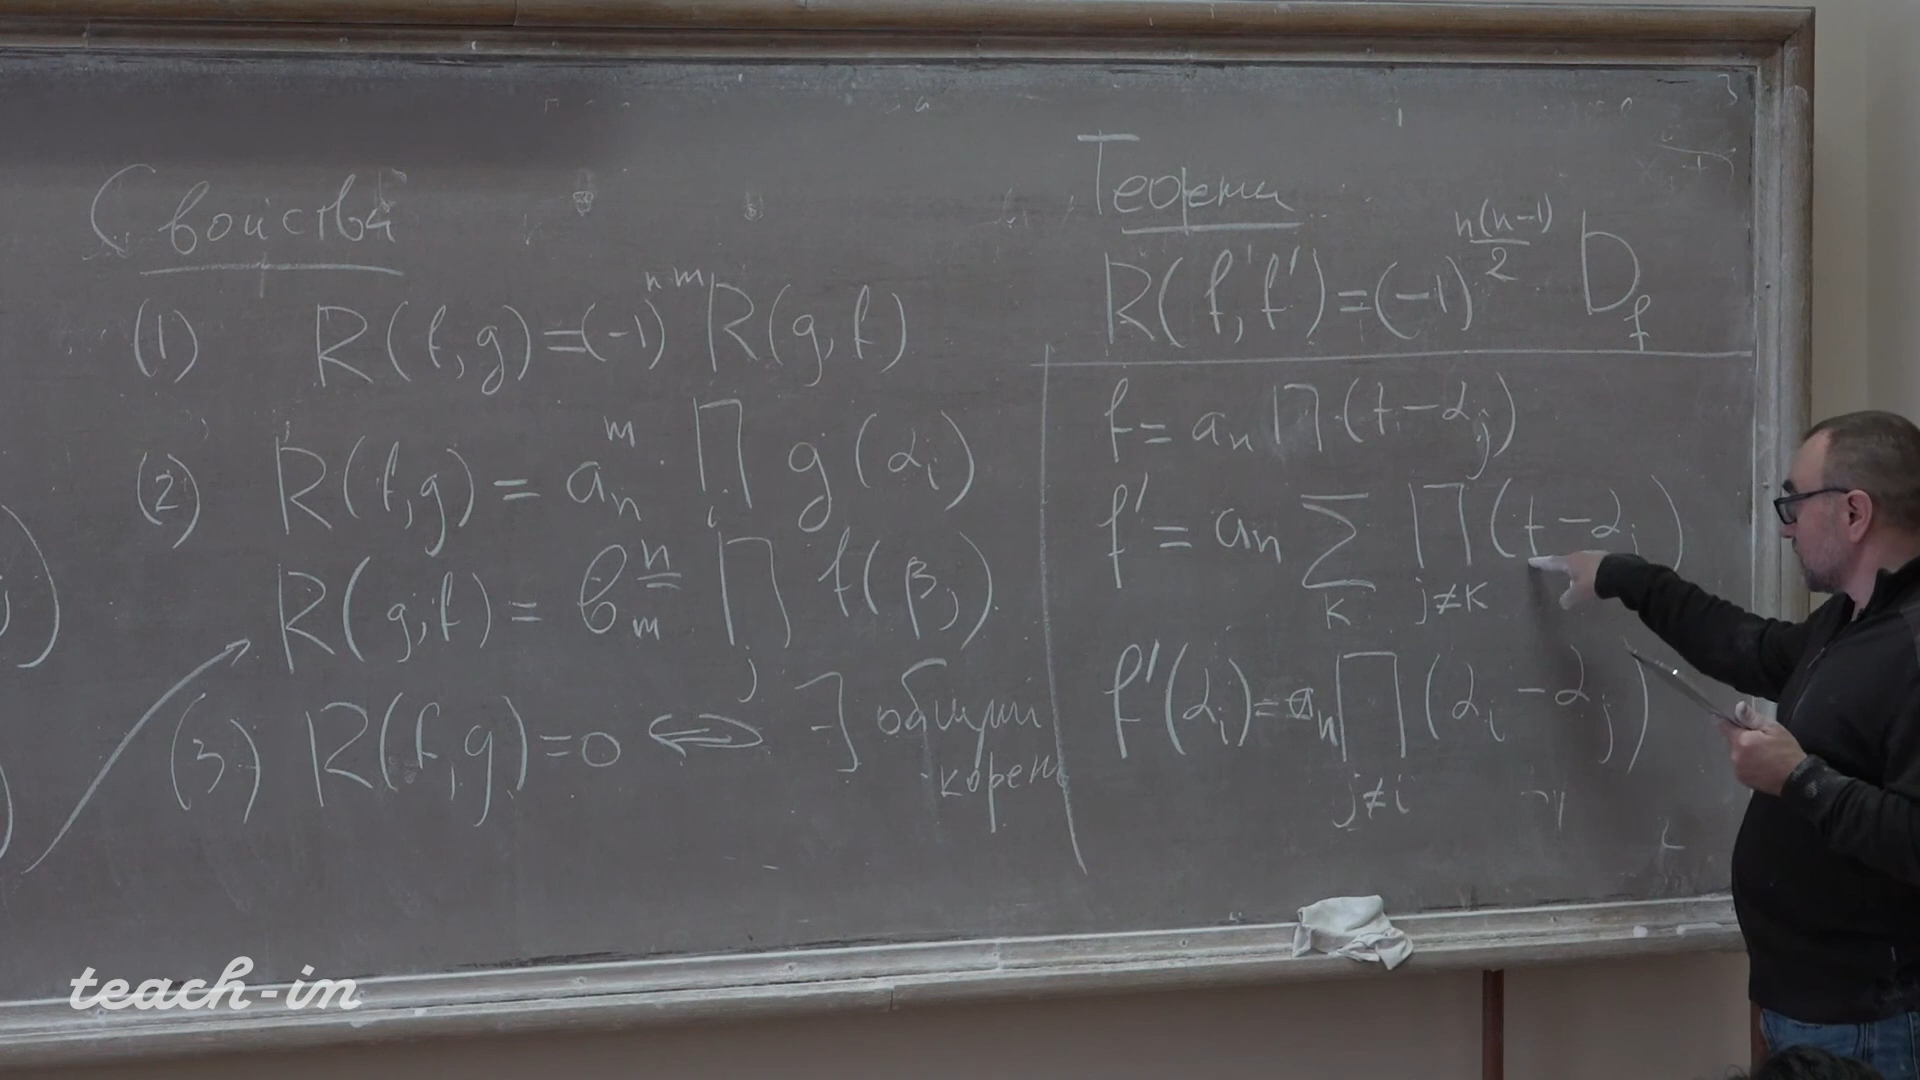 Свойства
(1) R(f,g)=(-1)^{nm} R(g,f)
(2) R(f,g) = a_n^m · ∏_i g(α_i)
R(g,f) = b_m^n ∏_j f(β_j)
(3) R(f,g)=0 ⟺ ∃ общий
корень
Теорема
R(f,f')=(-1)^{\frac{n(n-1)}{2}} D_f
f = a_n ∏(t-α_j)
f' = a_n ∑_k ∏_{j≠k} (t-α_j)
f'(α_i) = a_n ∏_{j≠i} (α_i - α_j)
teach-in